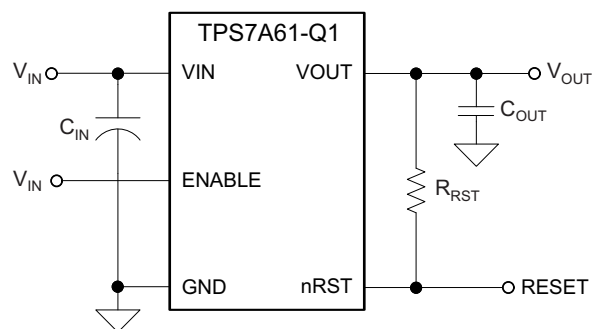 TPS7A61-Q1
V_IN
VIN
VOUT
V_OUT
C_IN
C_OUT
V_IN
ENABLE
R_RST
GND
nRST
RESET